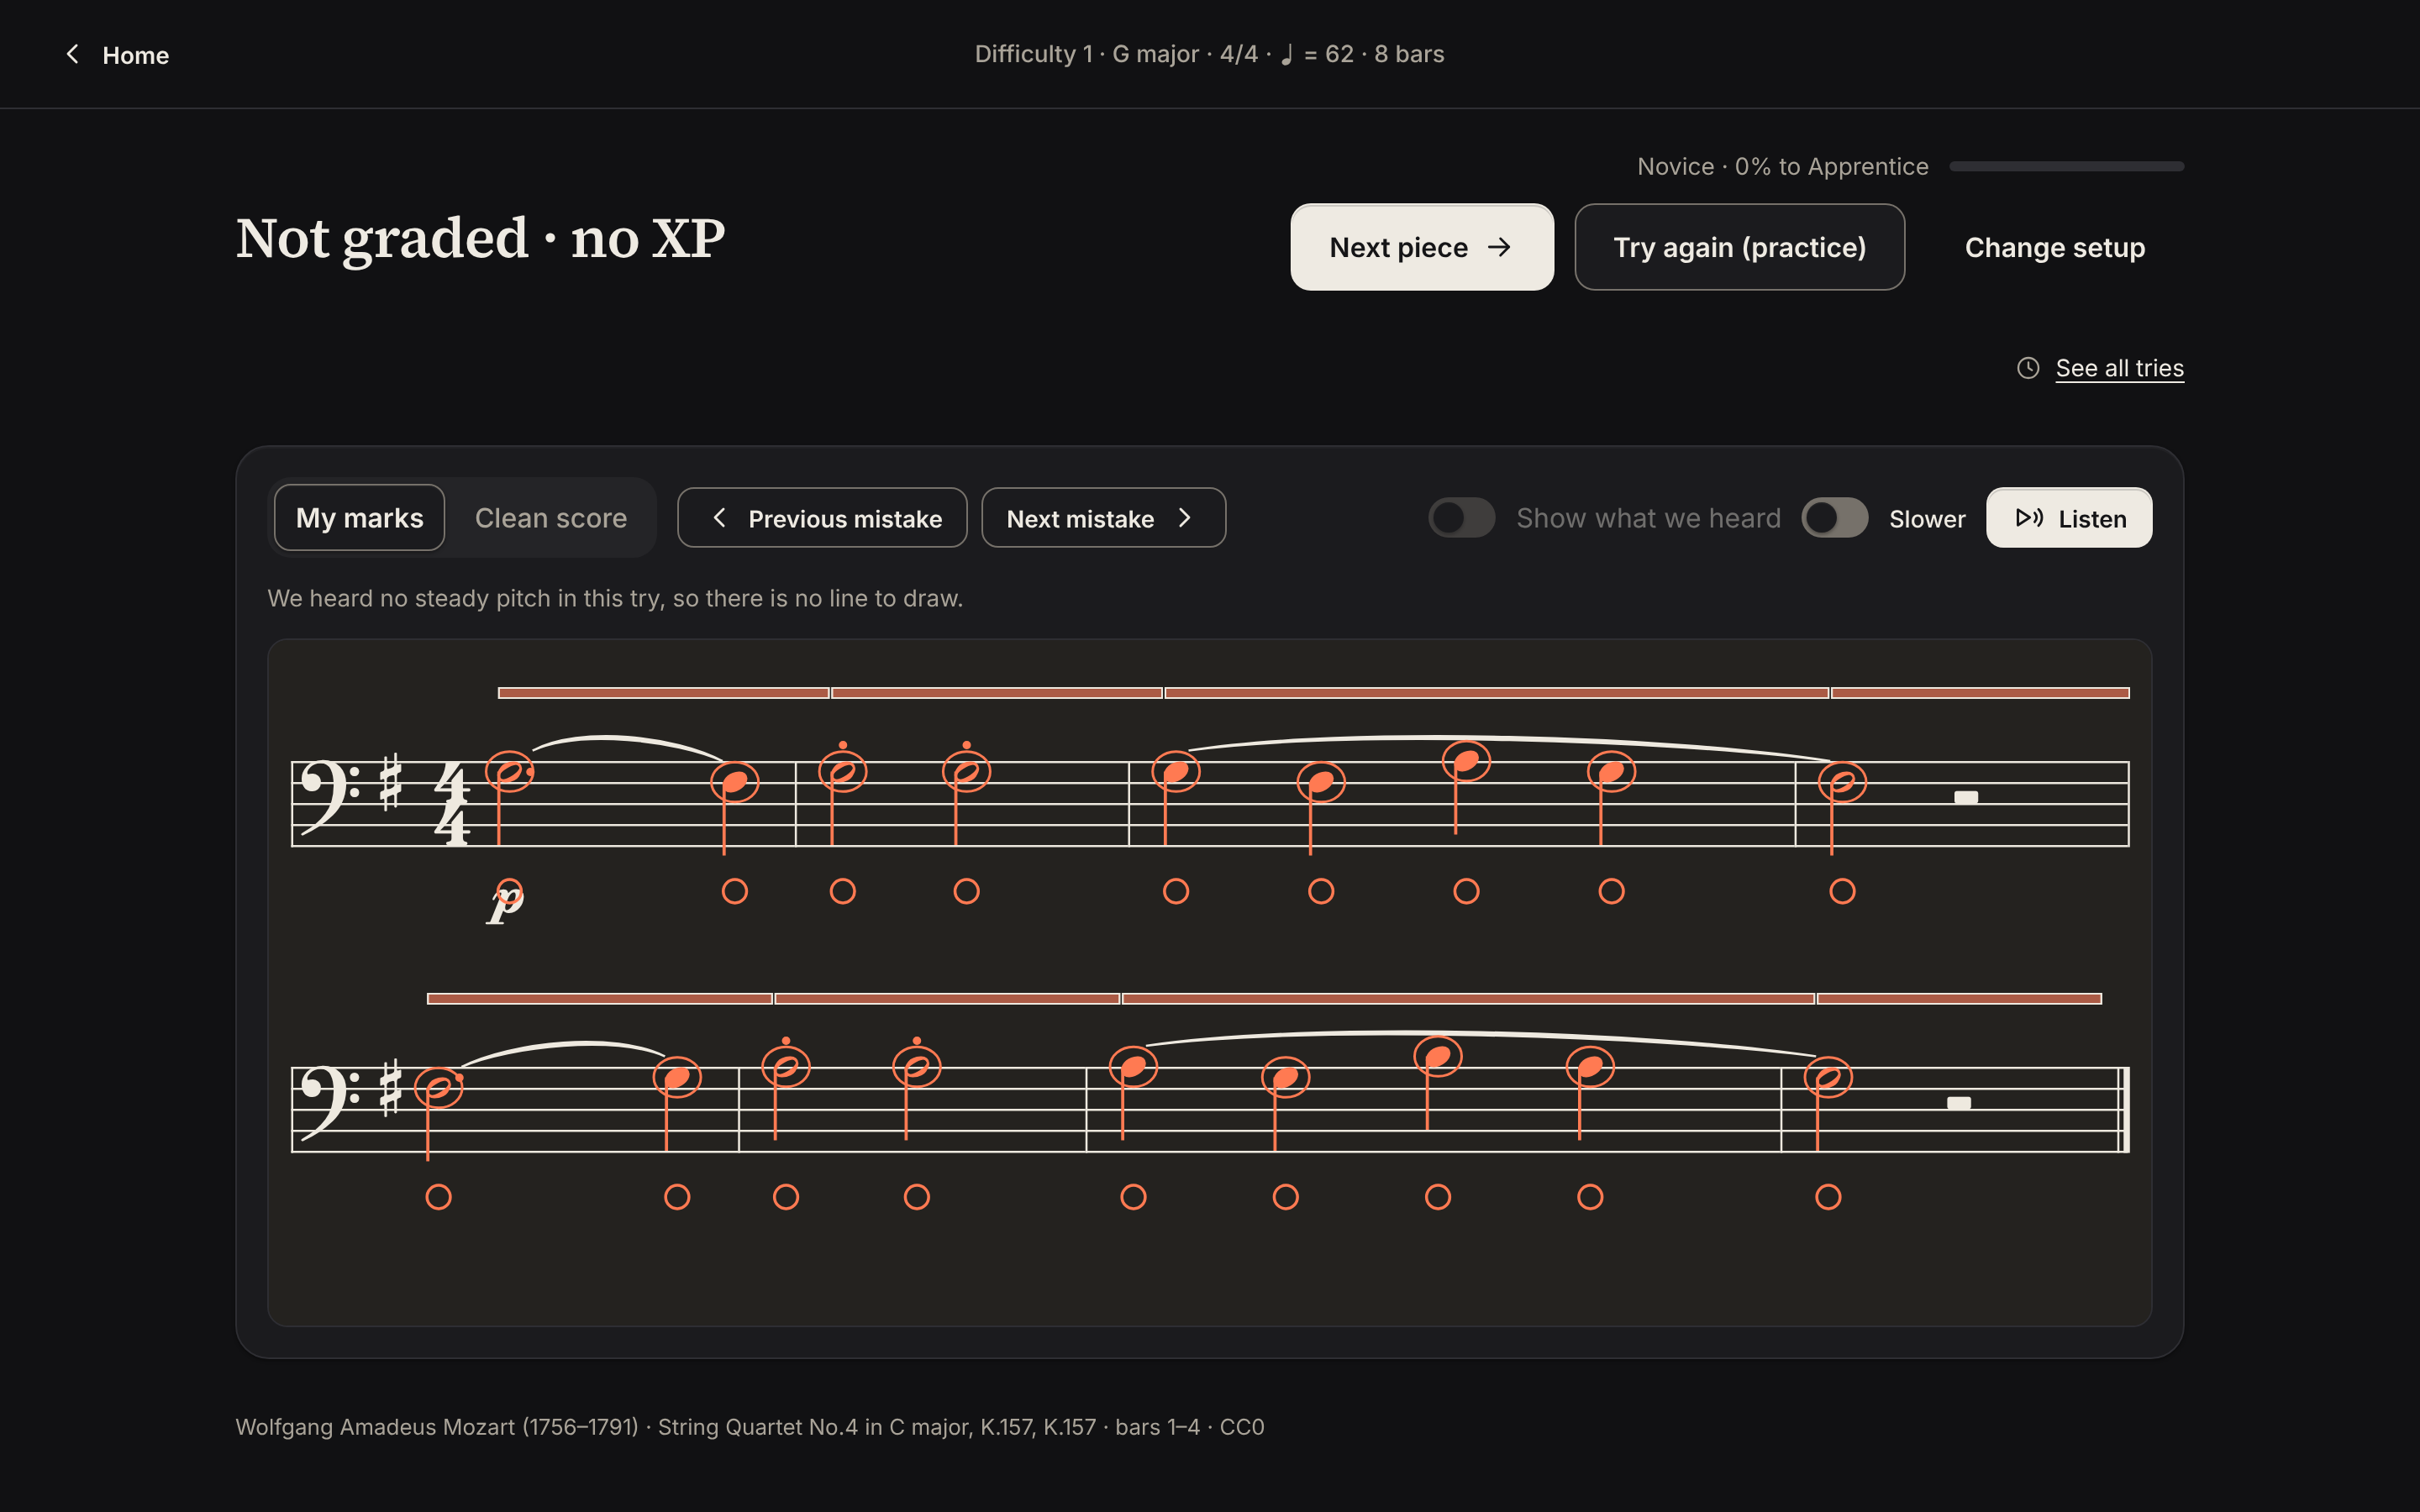 Home
Difficulty 1 · G major · 4/4 · ♩ = 62 · 8 bars
Novice · 0% to Apprentice
Not graded · no XP
Next piece →
Try again (practice)
Change setup
See all tries
My marks
Clean score
Previous mistake
Next mistake
Show what we heard
Slower
Listen
We heard no steady pitch in this try, so there is no line to draw.
4
4
p
Wolfgang Amadeus Mozart (1756–1791) · String Quartet No.4 in C major, K.157, K.157 · bars 1–4 · CC0